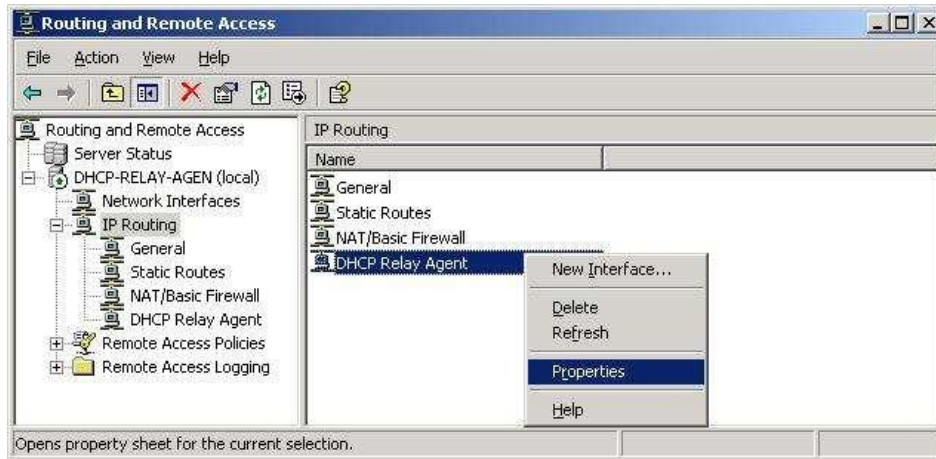 Routing and Remote Access
File Action View Help
Routing and Remote Access
Server Status
DHCP-RELAY-AGEN (local)
Network Interfaces
IP Routing
General
Static Routes
NAT/Basic Firewall
DHCP Relay Agent
Remote Access Policies
Remote Access Logging
IP Routing
Name
General
Static Routes
NAT/Basic Firewall
DHCP Relay Agent
New Interface...
Delete
Refresh
Properties
Help
Opens property sheet for the current selection.